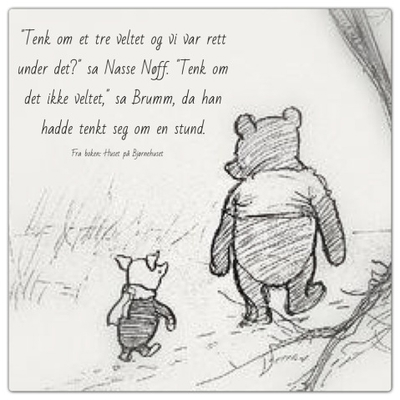 "Tenk om et tre veltet og vi var rett
under det?" sa Nasse Nøff. "Tenk om
det ikke veltet," sa Brumm, da han
hadde tenkt seg om en stund.
Fra boken: Huset på Bjørnehuset